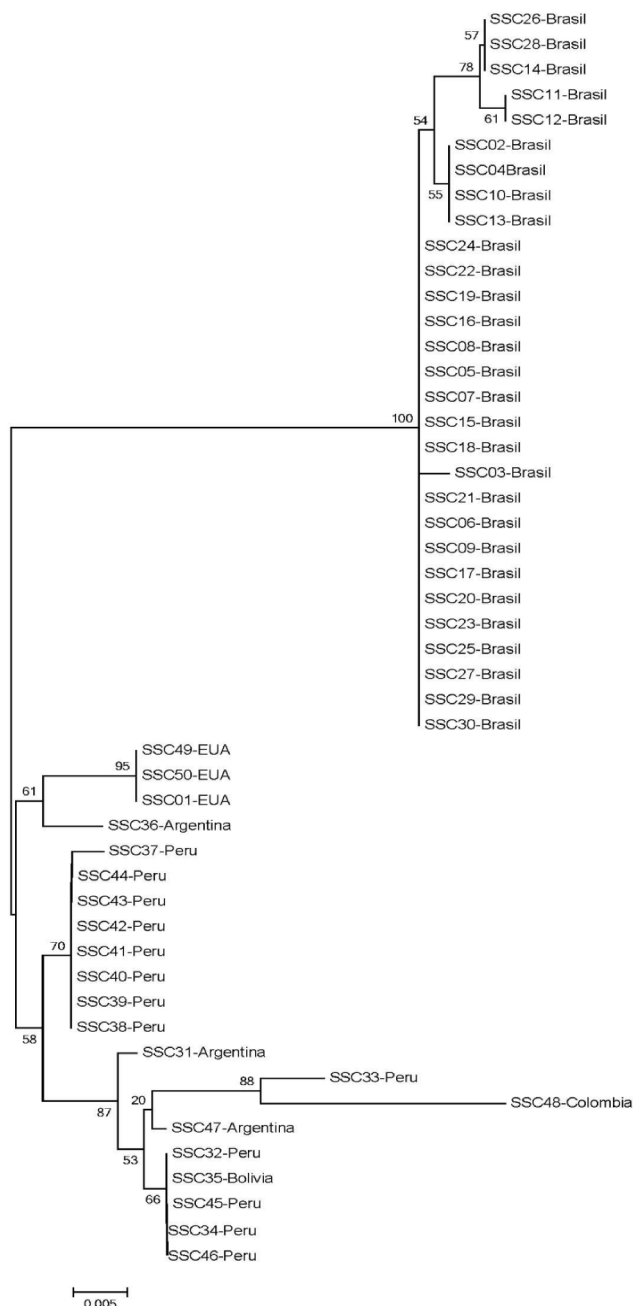 SSC26-Brasil
57
SSC28-Brasil
78
SSC14-Brasil
SSC11-Brasil
61
SSC12-Brasil
54
SSC02-Brasil
SSC04Brasil
55
SSC10-Brasil
SSC13-Brasil
SSC24-Brasil
SSC22-Brasil
SSC19-Brasil
SSC16-Brasil
SSC08-Brasil
SSC05-Brasil
SSC07-Brasil
100
SSC15-Brasil
SSC18-Brasil
SSC03-Brasil
SSC21-Brasil
SSC06-Brasil
SSC09-Brasil
SSC17-Brasil
SSC20-Brasil
SSC23-Brasil
SSC25-Brasil
SSC27-Brasil
SSC29-Brasil
SSC30-Brasil
SSC49-EUA
95
SSC50-EUA
61
SSC01-EUA
SSC36-Argentina
SSC37-Peru
SSC44-Peru
SSC43-Peru
SSC42-Peru
70
SSC41-Peru
SSC40-Peru
SSC39-Peru
SSC38-Peru
58
SSC31-Argentina
88
SSC33-Peru
20
SSC48-Colombia
87
SSC47-Argentina
53
SSC32-Peru
SSC35-Bolivia
66
SSC45-Peru
SSC34-Peru
SSC46-Peru
0.005